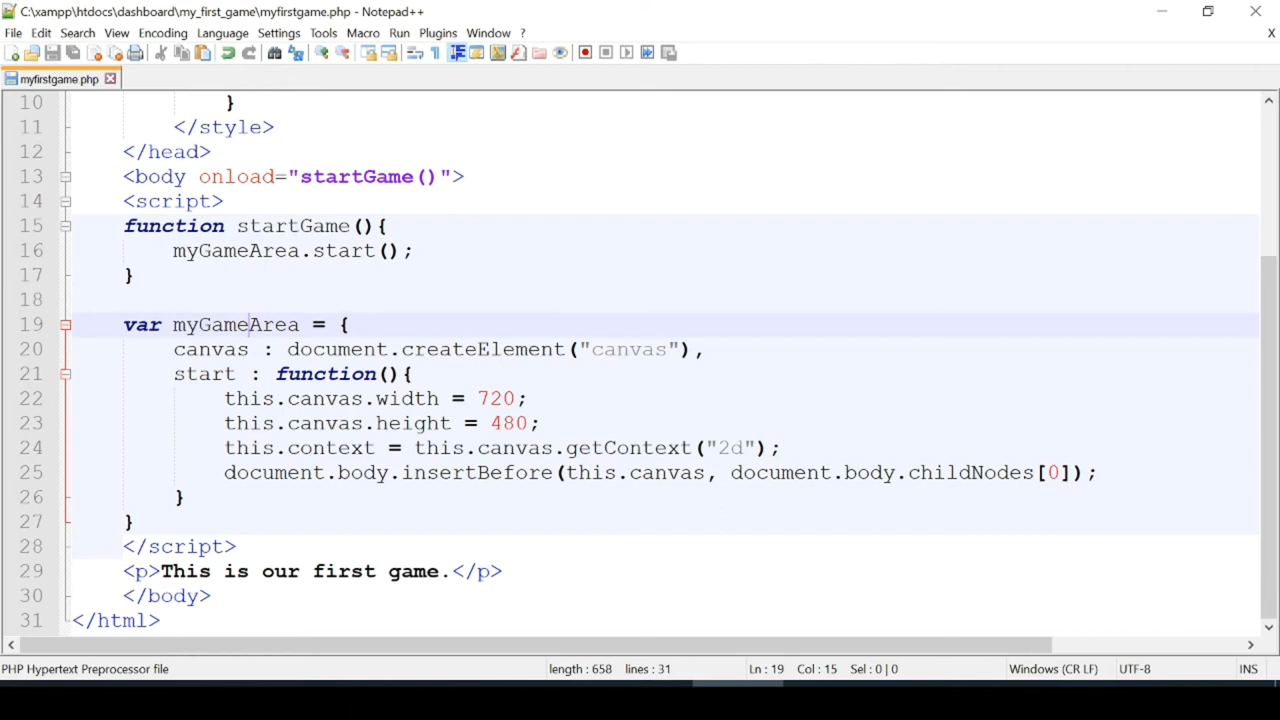 C:\xampp\htdocs\dashboard\my_first_game\myfirstgame.php - Notepad++
File Edit Search View Encoding Language Settings Tools Macro Run Plugins Window ? X
myfirstgame.php
10 }
11 </style>
12 </head>
13 <body onload="startGame()">
14 <script>
15 function startGame(){
16 myGameArea.start();
17 }
18
19 var myGameArea = {
20 canvas : document.createElement("canvas"),
21 start : function(){
22 this.canvas.width = 720;
23 this.canvas.height = 480;
24 this.context = this.canvas.getContext("2d");
25 document.body.insertBefore(this.canvas, document.body.childNodes[0]);
26 }
27 }
28 </script>
29 <p>This is our first game.</p>
30 </body>
31 </html>
PHP Hypertext Preprocessor file length : 658 lines : 31 Ln : 19 Col : 15 Sel : 0 | 0 Windows (CR LF) UTF-8 INS